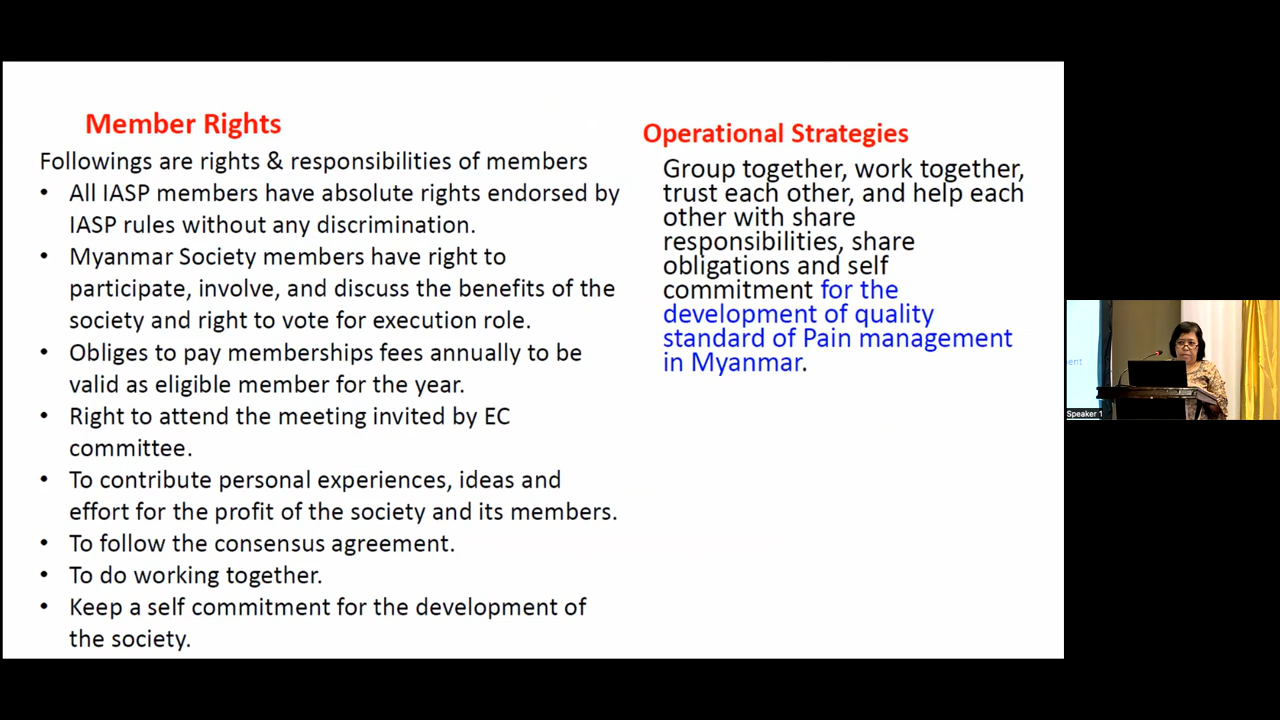 Member Rights
Followings are rights & responsibilities of members
• All IASP members have absolute rights endorsed by
IASP rules without any discrimination.
• Myanmar Society members have right to
participate, involve, and discuss the benefits of the
society and right to vote for execution role.
• Obliges to pay memberships fees annually to be
valid as eligible member for the year.
• Right to attend the meeting invited by EC
committee.
• To contribute personal experiences, ideas and
effort for the profit of the society and its members.
• To follow the consensus agreement.
• To do working together.
• Keep a self commitment for the development of
the society.
Operational Strategies
Group together, work together,
trust each other, and help each
other with share
responsibilities, share
obligations and self
commitment for the
development of quality
standard of Pain management
in Myanmar.
Speaker 1